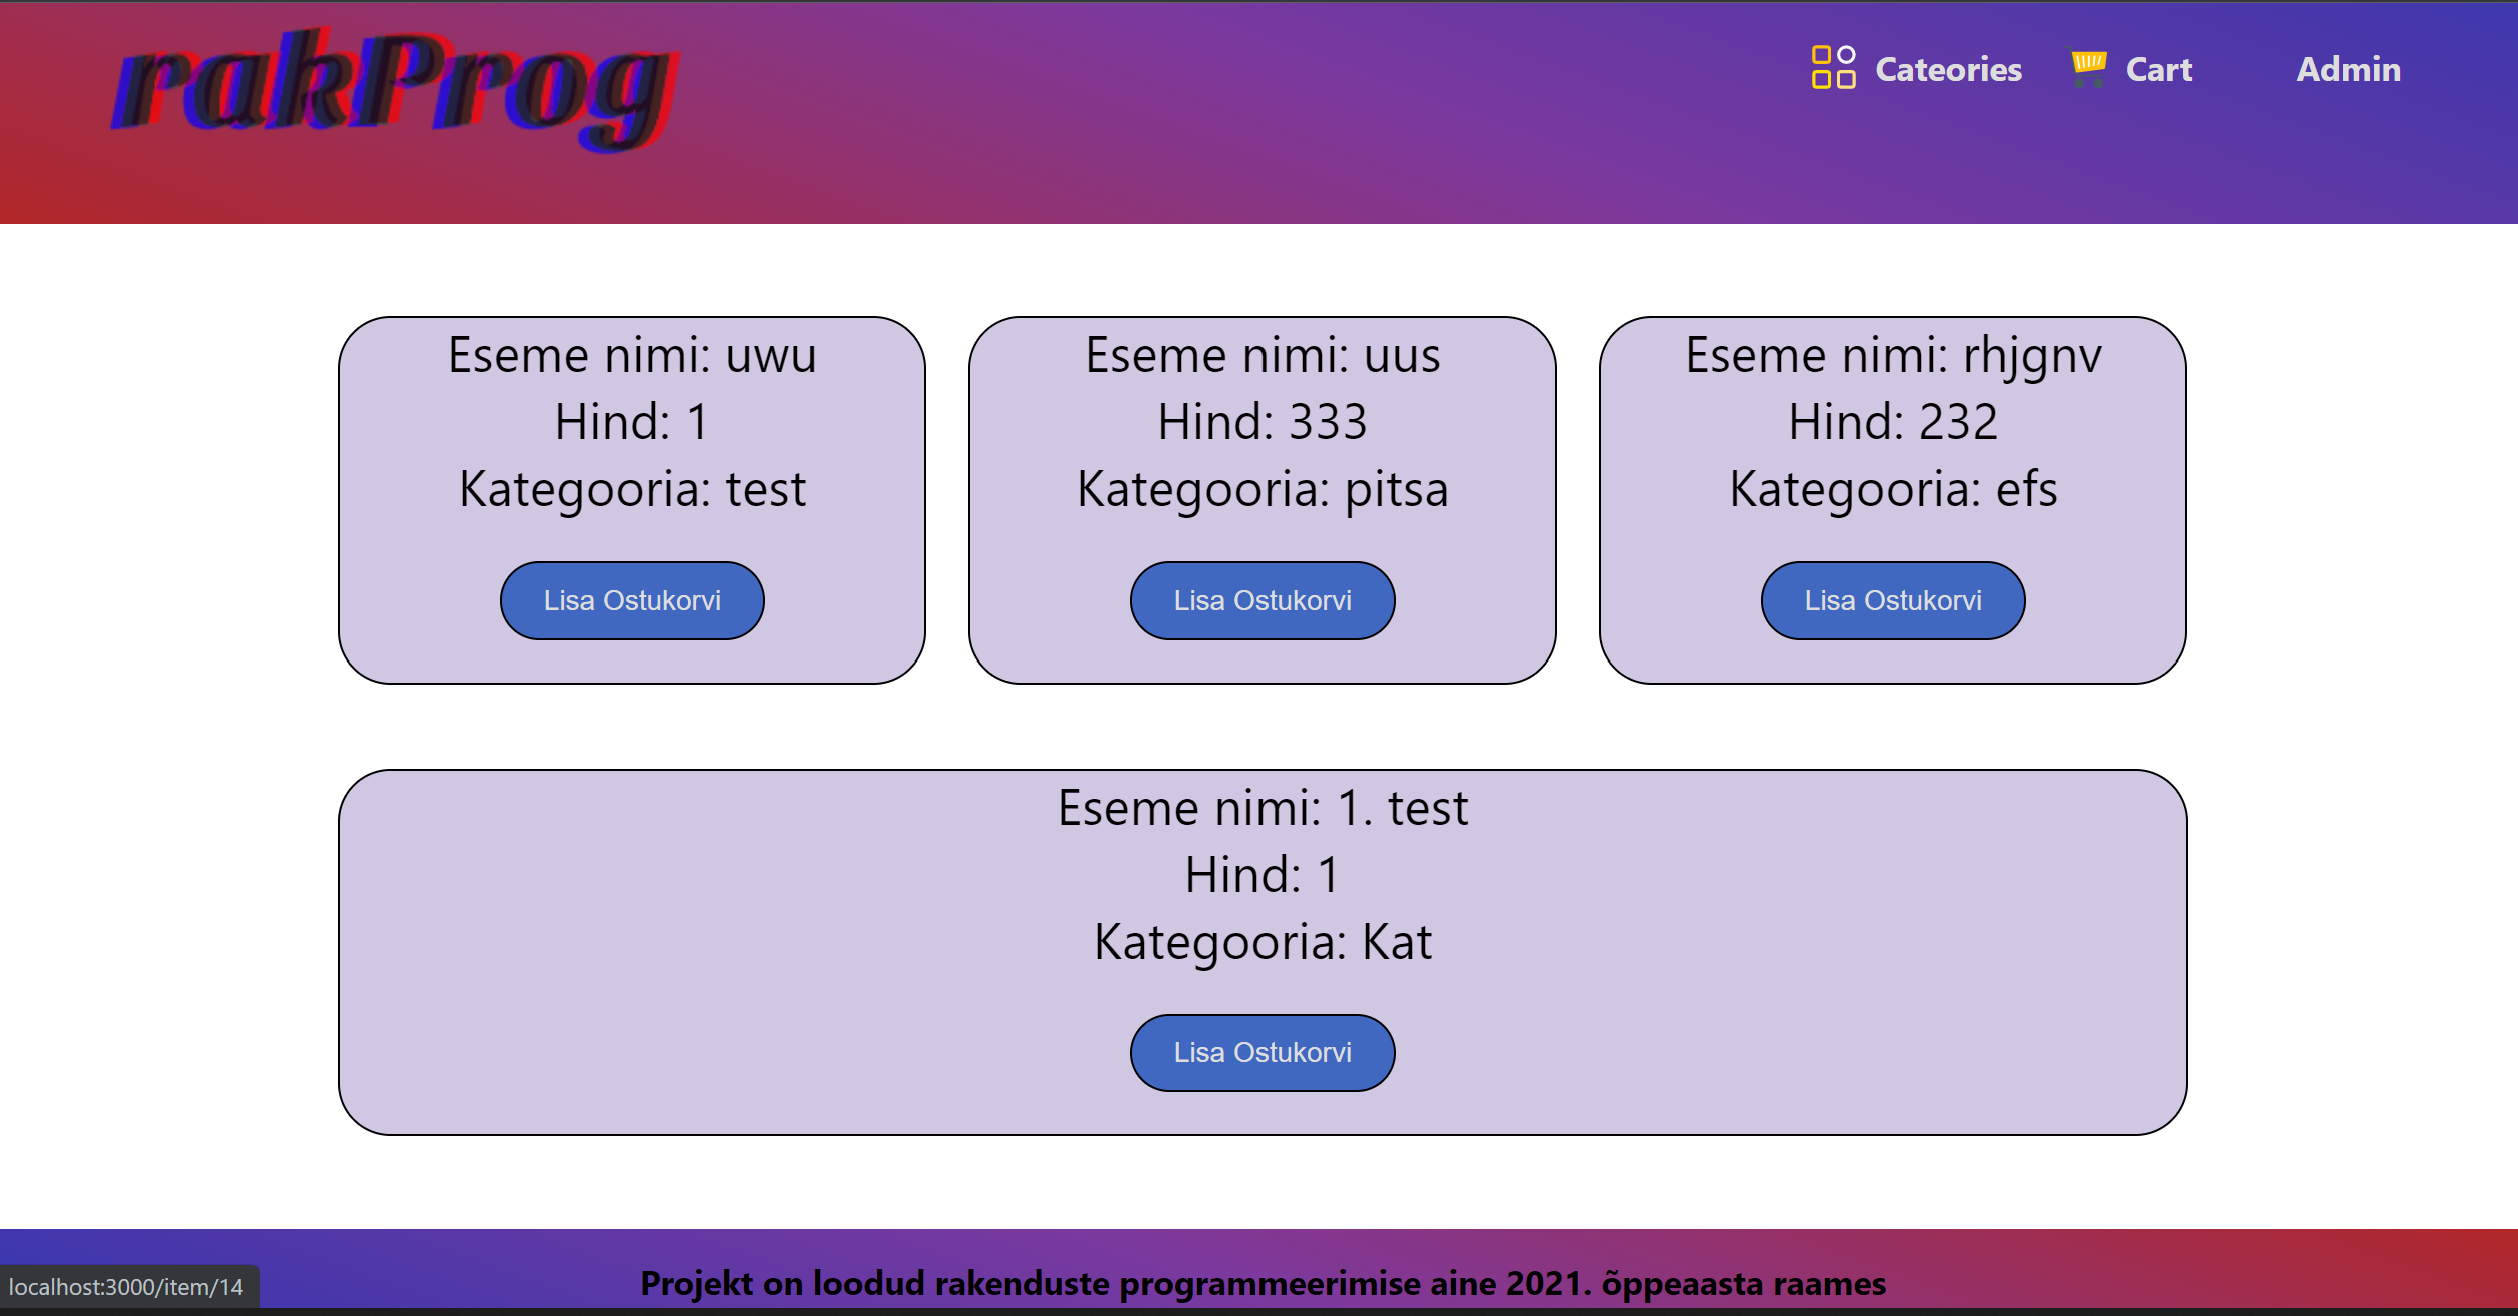 rakProg
Cateories Cart Admin
Eseme nimi: uwu
Hind: 1
Kategooria: test
Lisa Ostukorvi
Eseme nimi: uus
Hind: 333
Kategooria: pitsa
Lisa Ostukorvi
Eseme nimi: rhjgnv
Hind: 232
Kategooria: efs
Lisa Ostukorvi
Eseme nimi: 1. test
Hind: 1
Kategooria: Kat
Lisa Ostukorvi
Projekt on loodud rakenduste programmeerimise aine 2021. õppeaasta raames
localhost:3000/item/14